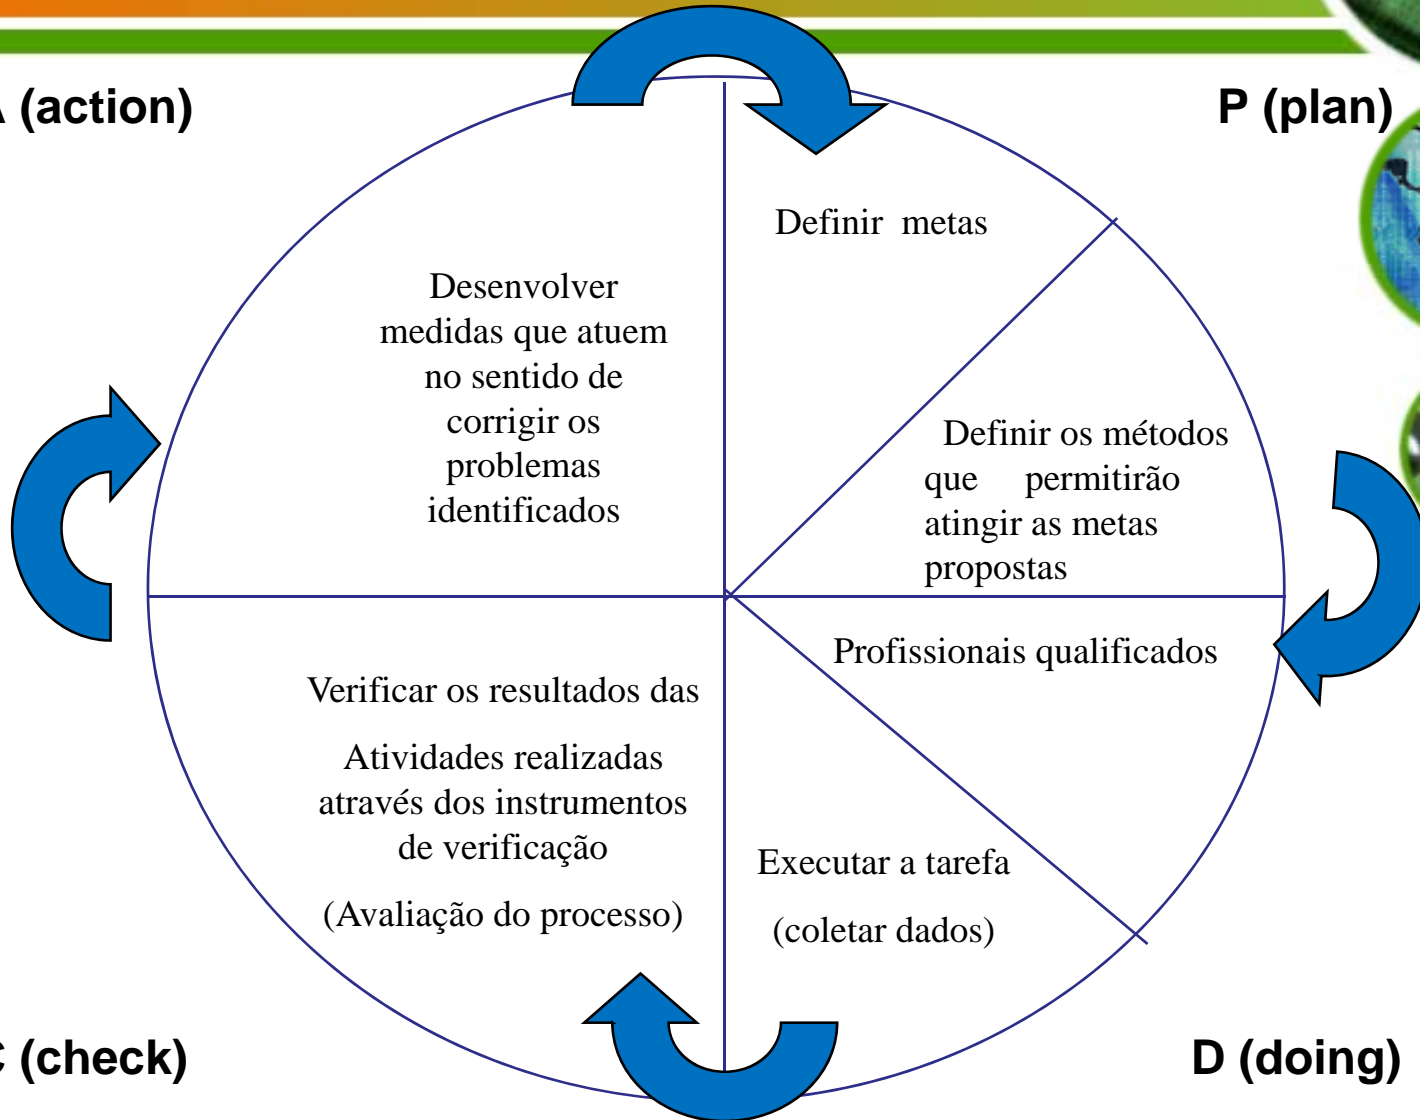 A (action)
P (plan)
Definir metas
Desenvolver
medidas que atuem
no sentido de
corrigir os
problemas
identificados
Definir os métodos
que permitirão
atingir as metas
propostas
Profissionais qualificados
Verificar os resultados das
Atividades realizadas
através dos instrumentos
de verificação
(Avaliação do processo)
Executar a tarefa
(coletar dados)
C (check)
D (doing)